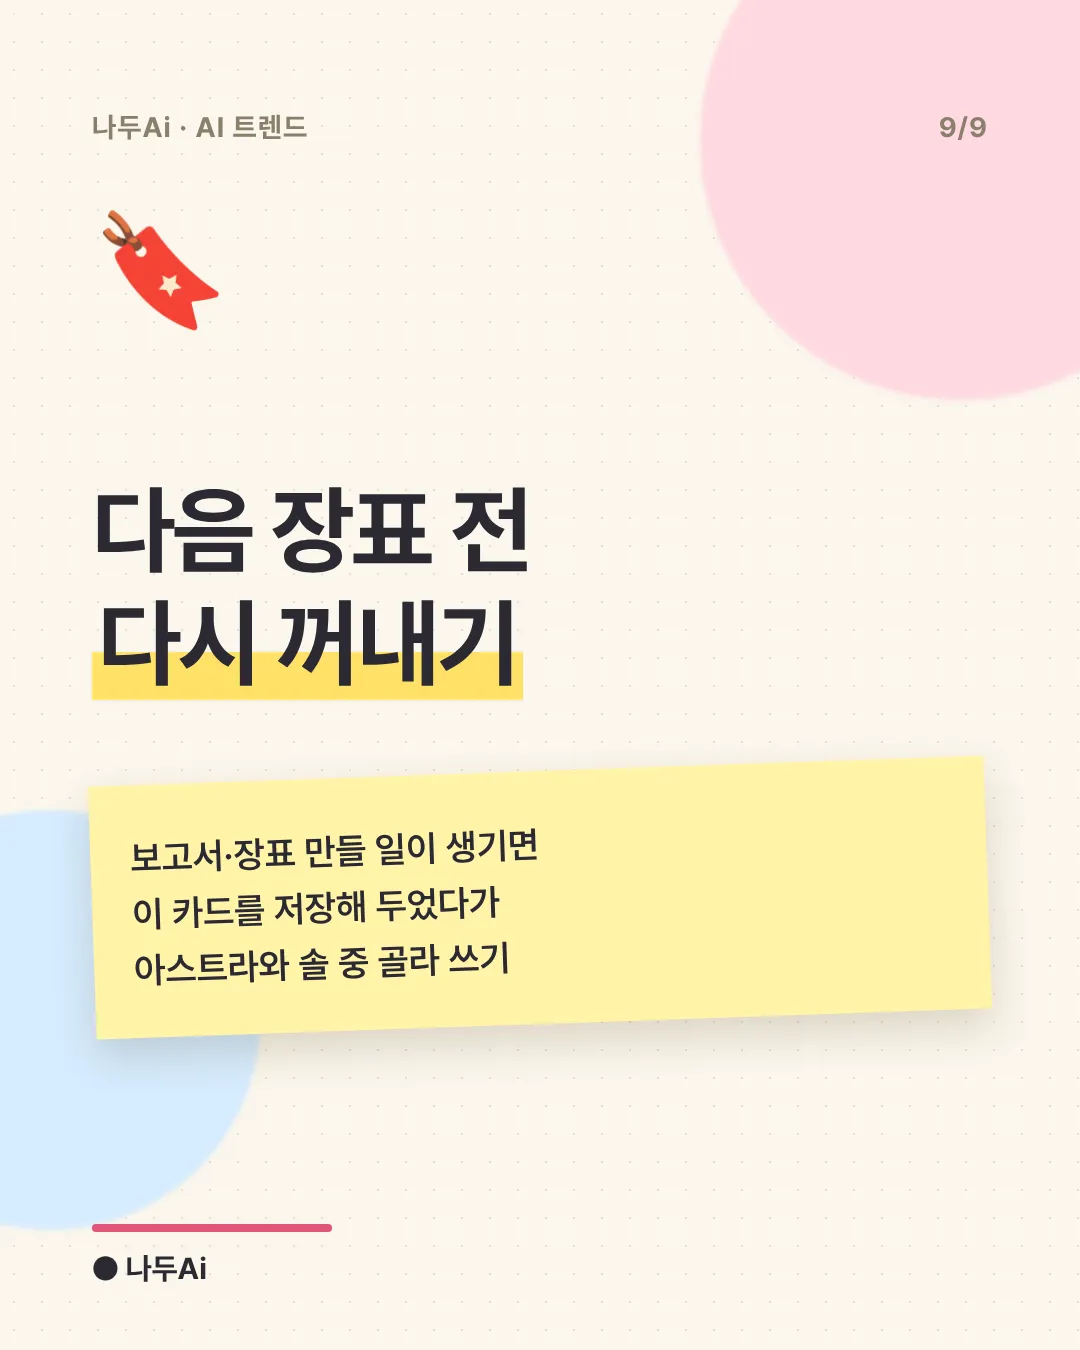 나두Ai · AI 트렌드
9/9
다음 장표 전
다시 꺼내기
보고서·장표 만들 일이 생기면
이 카드를 저장해 두었다가
아스트라와 솔 중 골라 쓰기
나두Ai